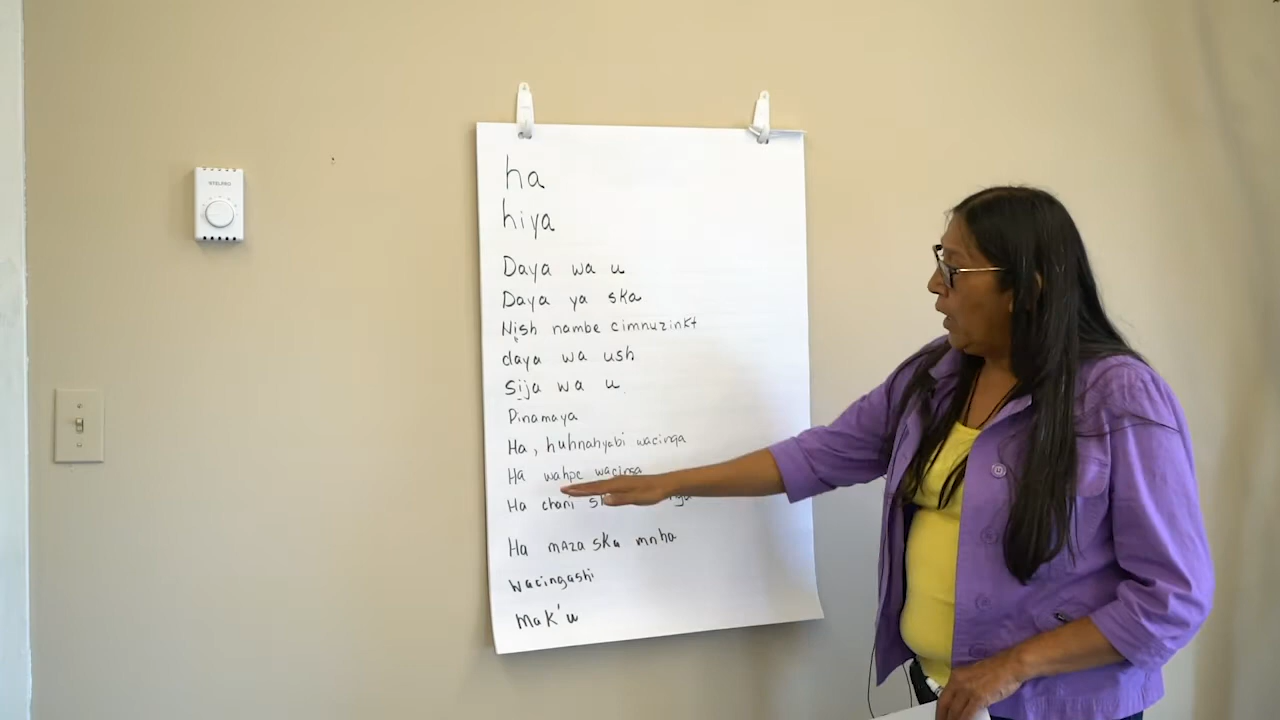 STELPRO
ha
hiya
Daya wa u
Daya ya ska
Nish nambe cimnuzinkt
daya wa ush
Sija wa u
Pinamaya
Ha, huhnahyabi wacinga
Ha wahpe wacinga
Ha chani
Ha maza ska mnha
Wacingashi
Mak'u